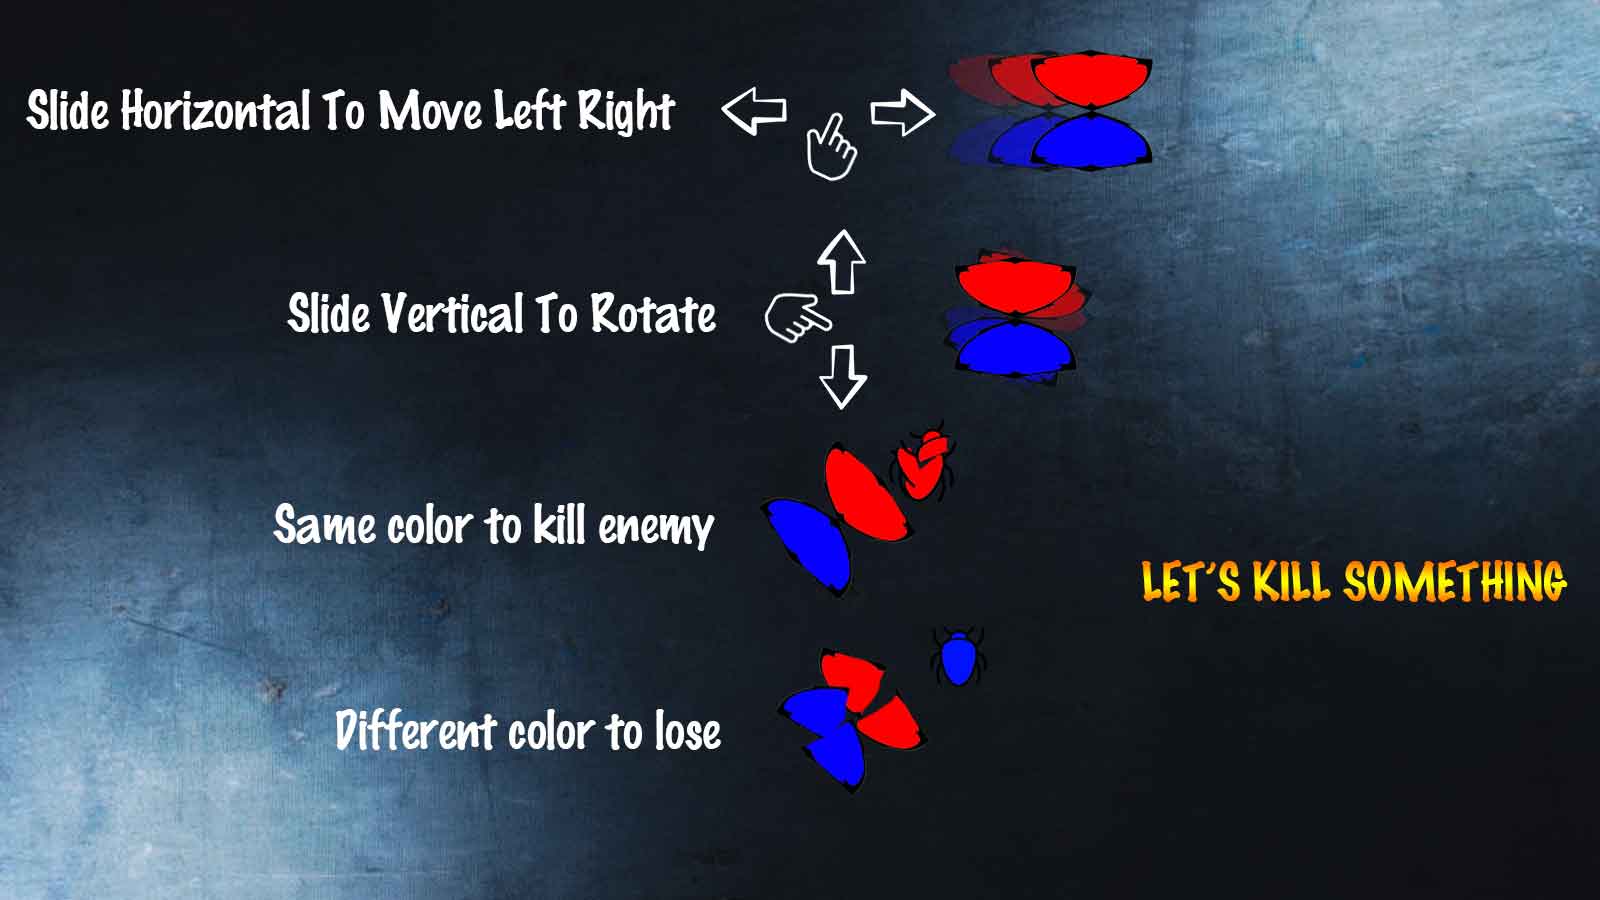 Slide Horizontal To Move Left Right
Slide Vertical To Rotate
Same color to kill enemy
LET'S KILL SOMETHING
Different color to lose